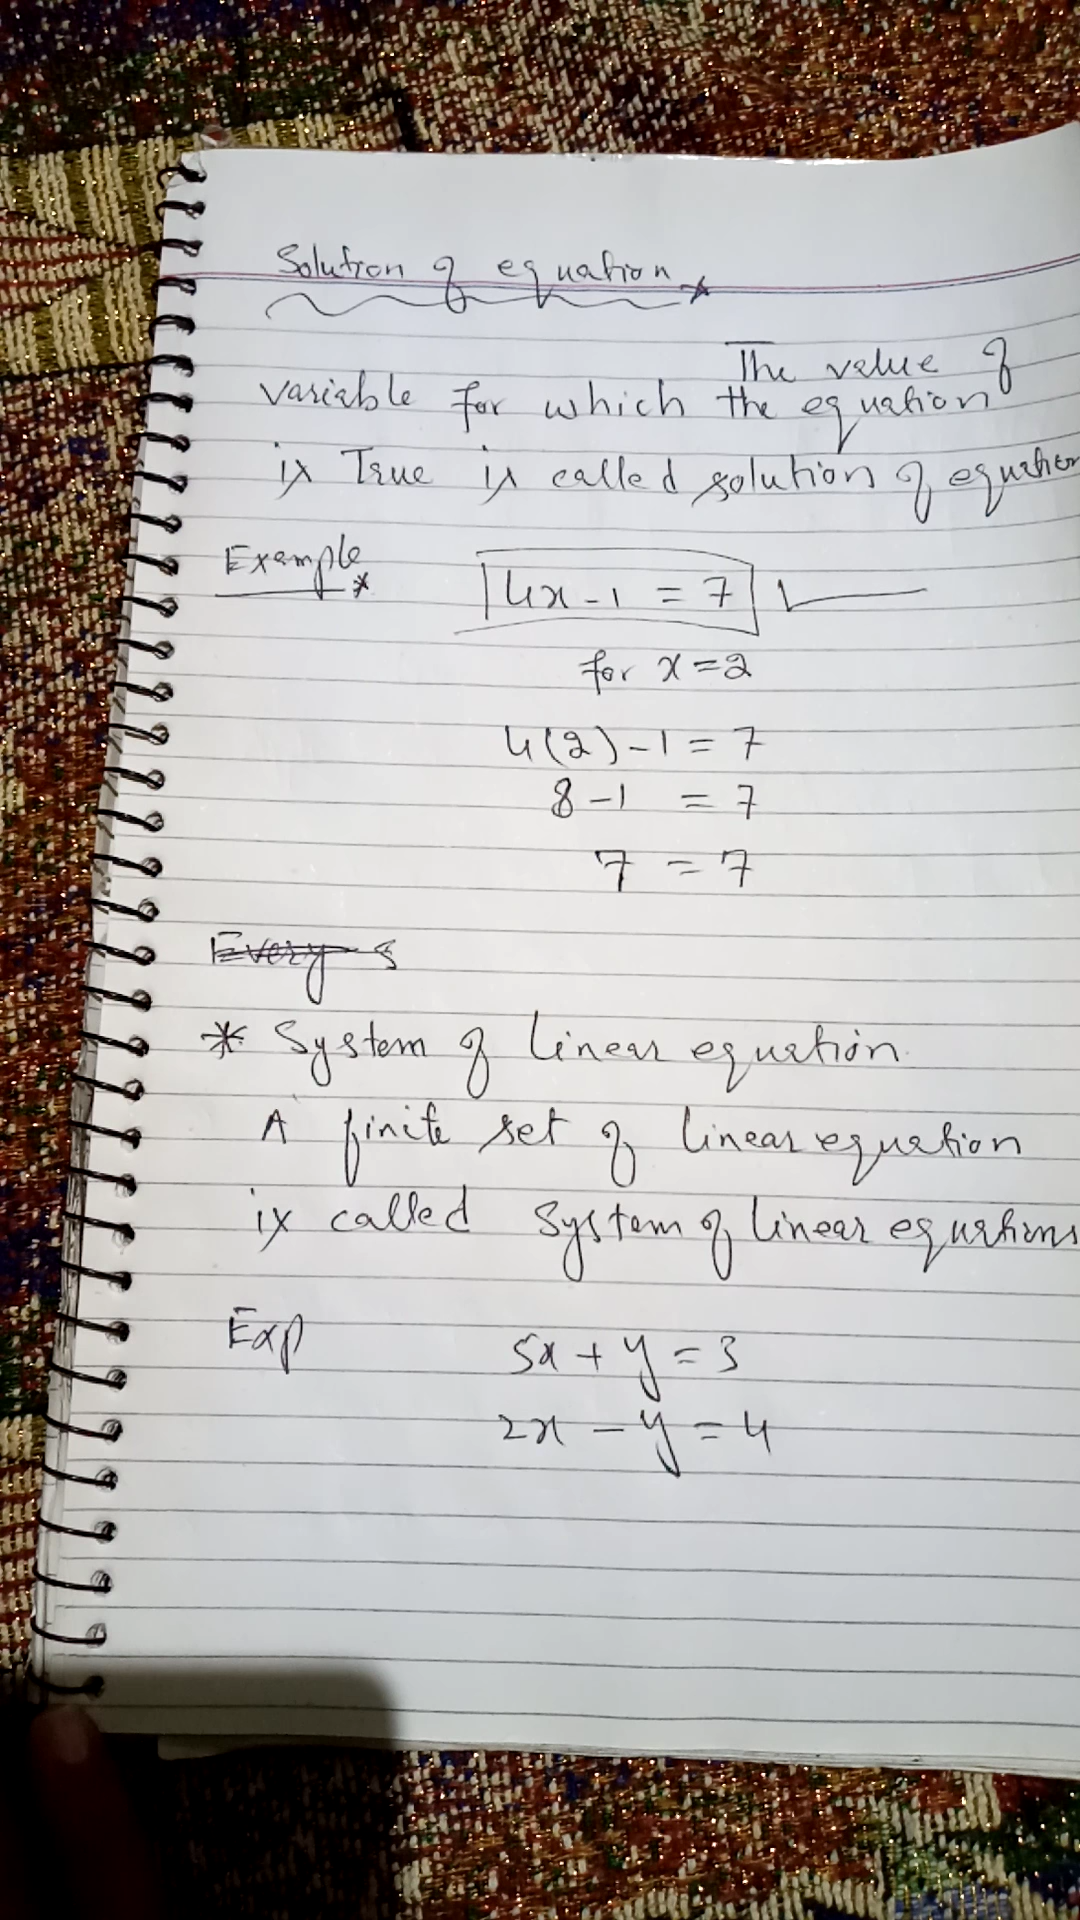 Solution of equation
The value of
variable for which the equation
is True is called solution of equation
Example
4x - 1 = 7
for x = 2
4(2) - 1 = 7
8 - 1 = 7
7 = 7
Every s
* System of linear equation.
A finite set of linear equation
is called System of linear equations
Exp 5x + y = 3
2x - y = 4